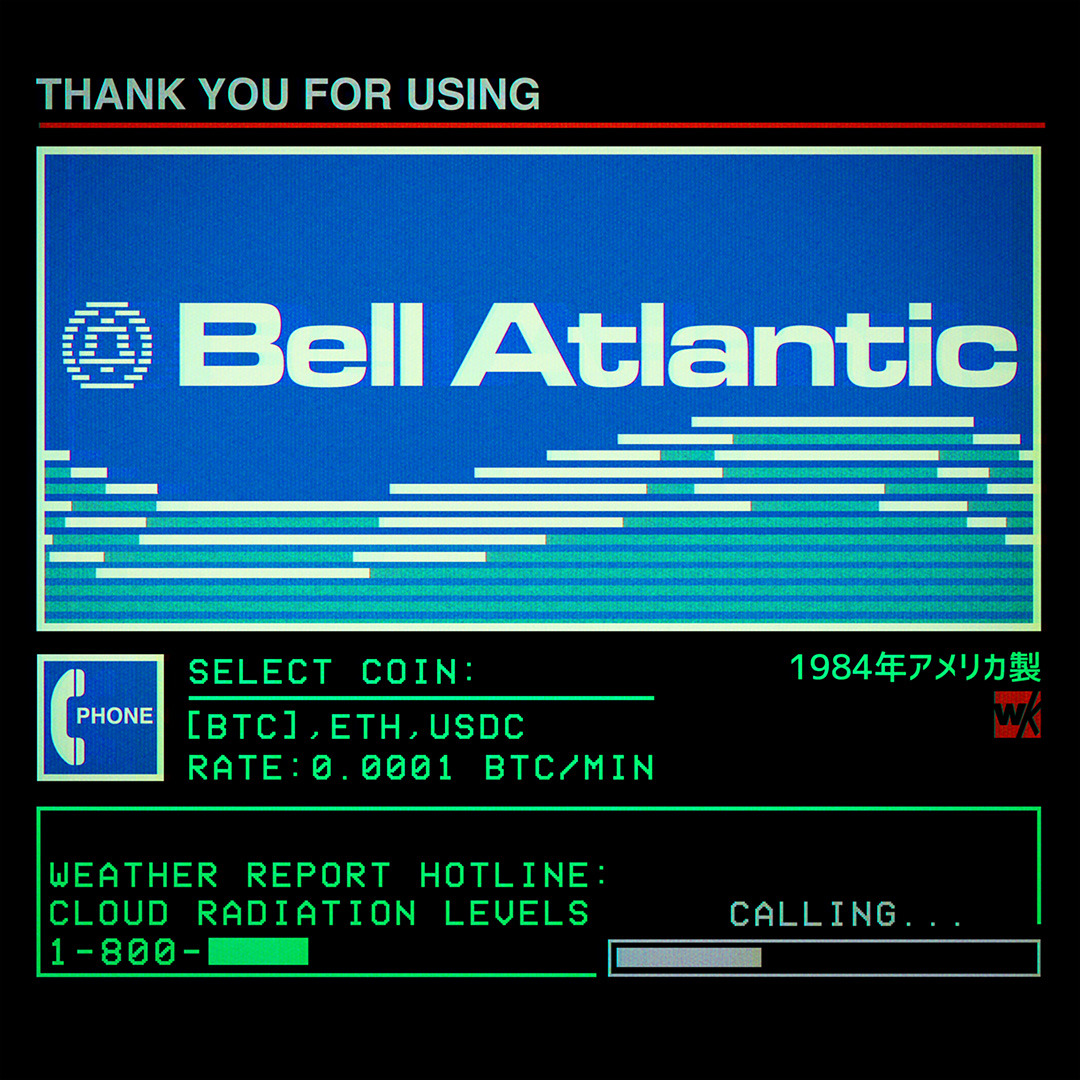 THANK YOU FOR USING
Bell Atlantic
PHONE
SELECT COIN:
[BTC],ETH,USDC
RATE:0.0001 BTC/MIN
1984年アメリカ製
WK
WEATHER REPORT HOTLINE:
CLOUD RADIATION LEVELS
1-800-
CALLING...